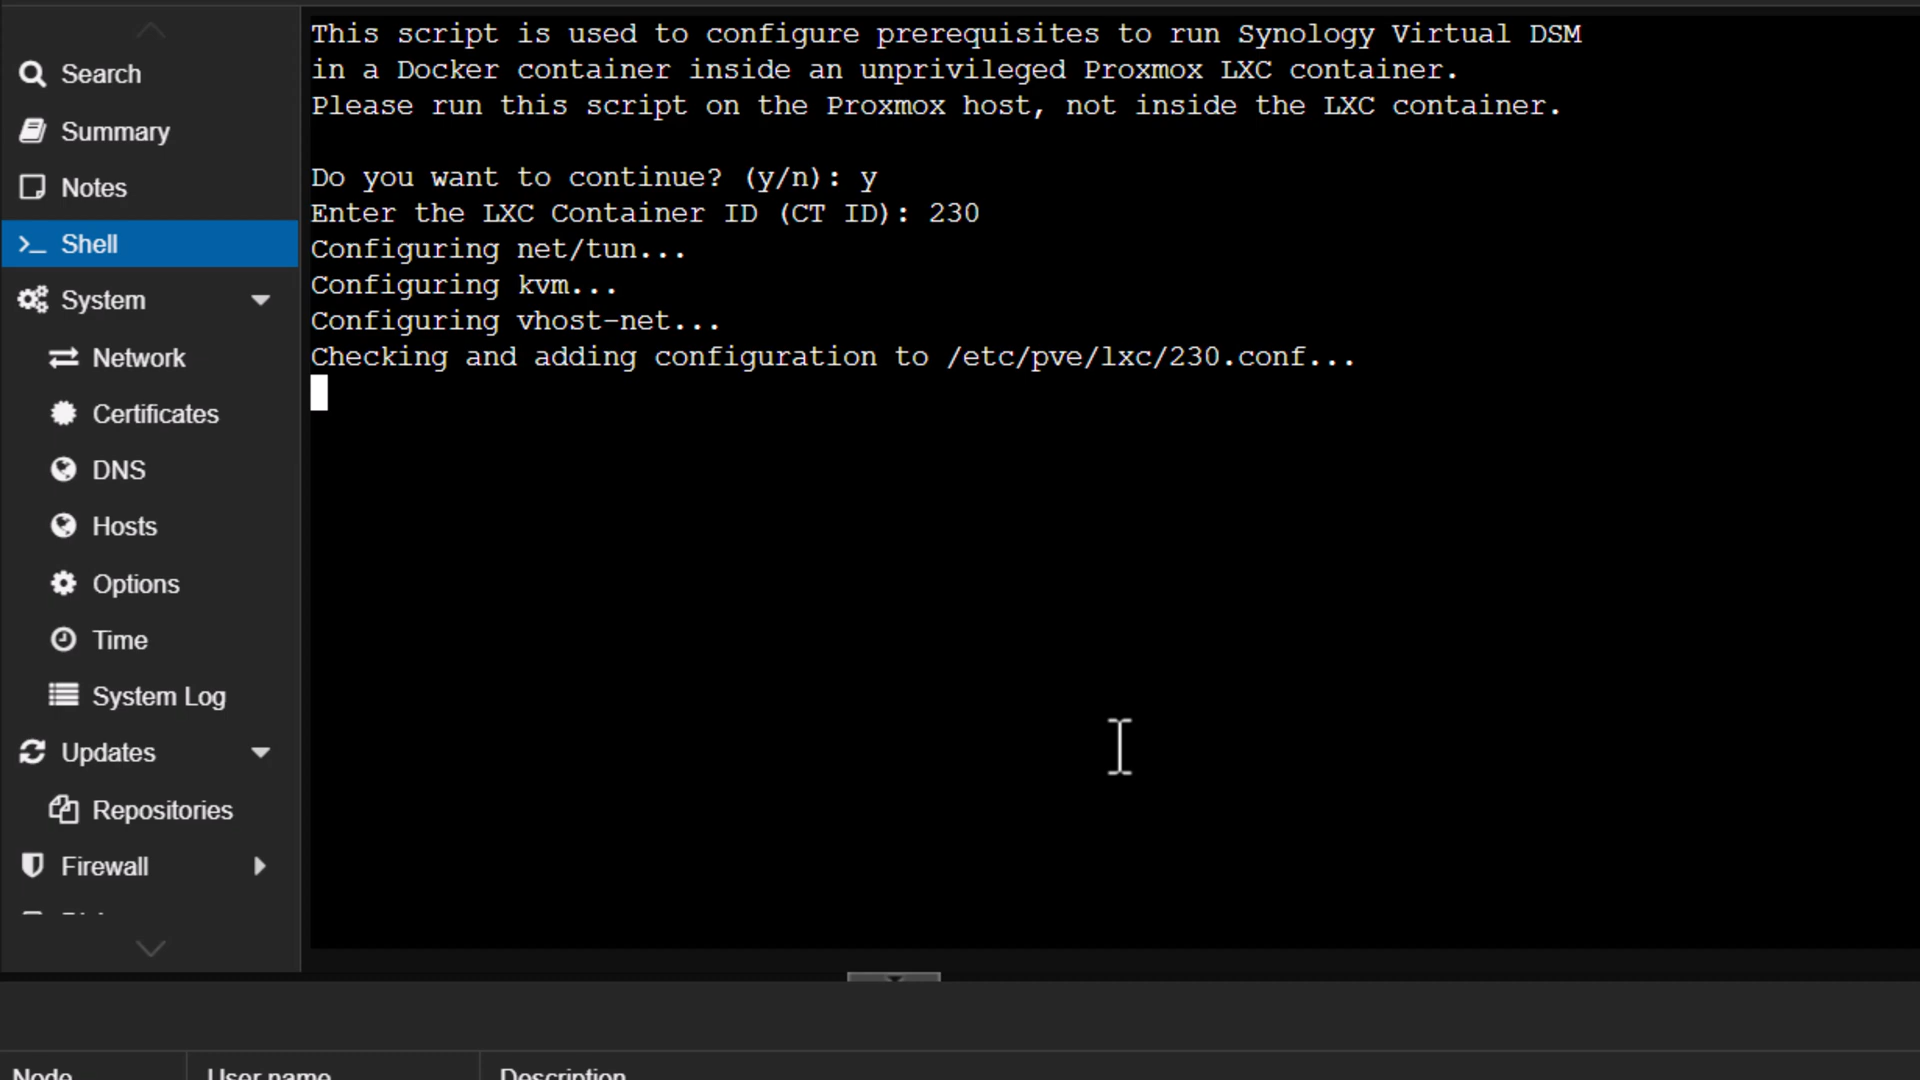 Search
Summary
Notes
Shell
System
Network
Certificates
DNS
Hosts
Options
Time
System Log
Updates
Repositories
Firewall
This script is used to configure prerequisites to run Synology Virtual DSM
in a Docker container inside an unprivileged Proxmox LXC container.
Please run this script on the Proxmox host, not inside the LXC container.
Do you want to continue? (y/n): y
Enter the LXC Container ID (CT ID): 230
Configuring net/tun...
Configuring kvm...
Configuring vhost-net...
Checking and adding configuration to /etc/pve/lxc/230.conf...
Node
User name
Description